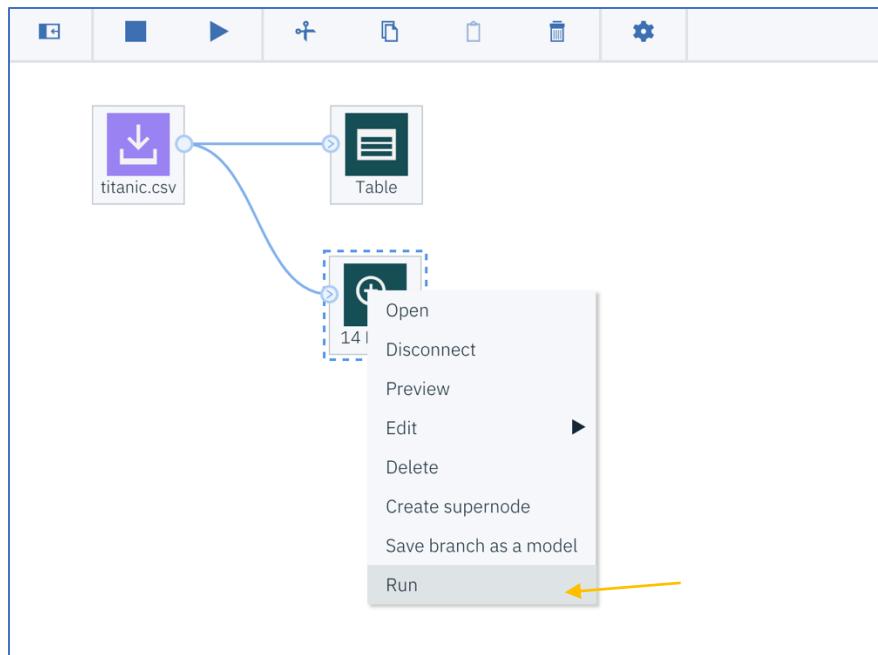 titanic.csv
Table
14
Open
Disconnect
Preview
Edit
Delete
Create supernode
Save branch as a model
Run